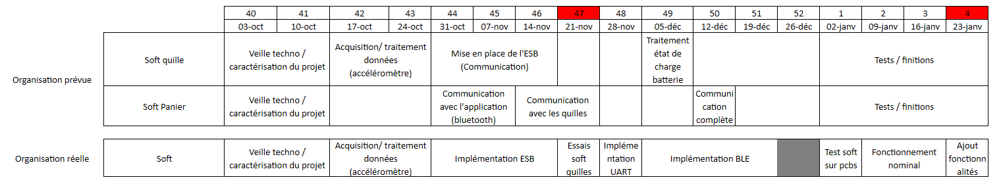 40 41 42 43 44 45 46 47 48 49 50 51 52 1 2 3 4
03-oct 10-oct 17-oct 24-oct 31-oct 07-nov 14-nov 21-nov 28-nov 05-déc 12-déc 19-déc 26-déc 02-janv 09-janv 16-janv 23-janv
Organisation prévue
Soft quille
Veille techno /
caractérisation du projet
Acquisition/ traitement
données
(accéléromètre)
Mise en place de l'ESB
(Communication)
Traitement
état de
charge
batterie
Tests / finitions
Soft Panier
Veille techno /
caractérisation du projet
Communication
avec l'application
(bluetooth)
Communication
avec les quilles
Communi
cation
complète
Tests / finitions
Organisation réelle
Soft
Veille techno /
caractérisation du projet
Acquisition/ traitement
données
(accéléromètre)
Implémentation ESB
Essais
soft
quilles
Impléme
ntation
UART
Implémentation BLE
Test soft
sur pcbs
Fonctionnement
nominal
Ajout
fonctionn
alités